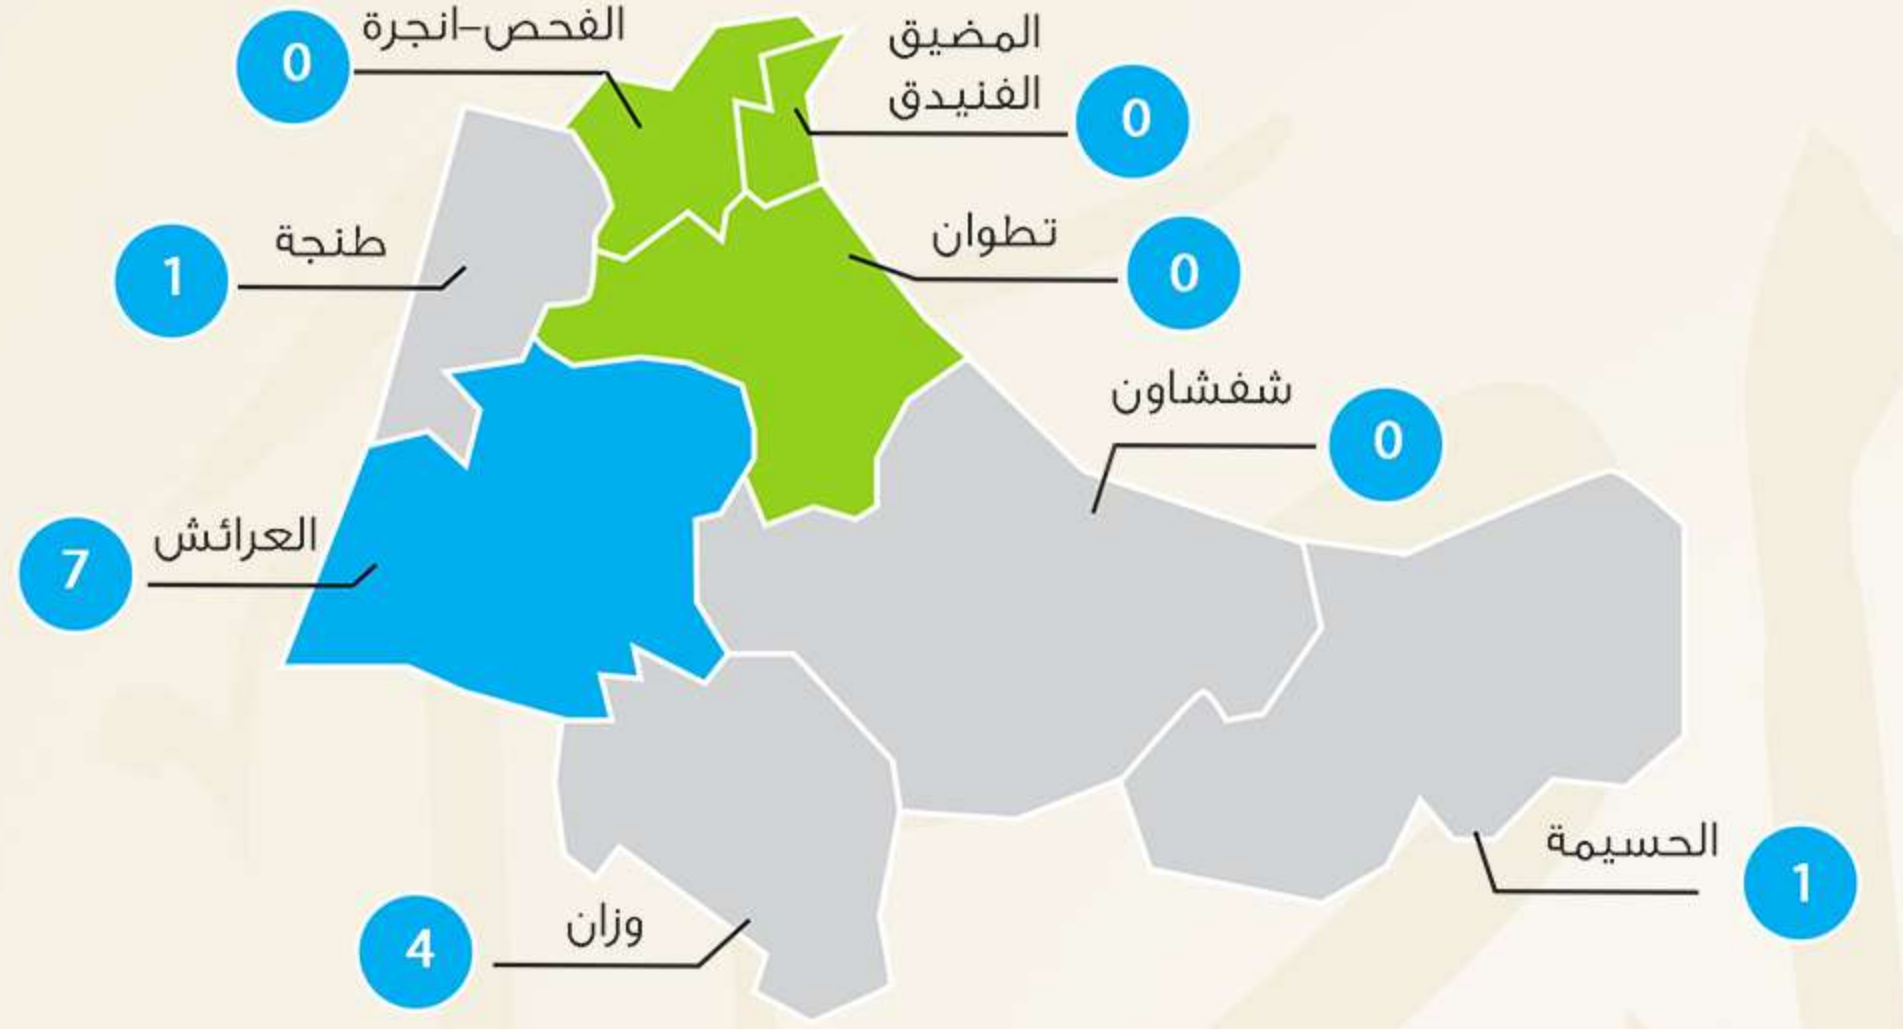 الفحص-انجرة
0
المضيق
الفنيدق
0
تطوان
0
طنجة
1
شفشاون
0
العرائش
7
الحسيمة
1
وزان
4